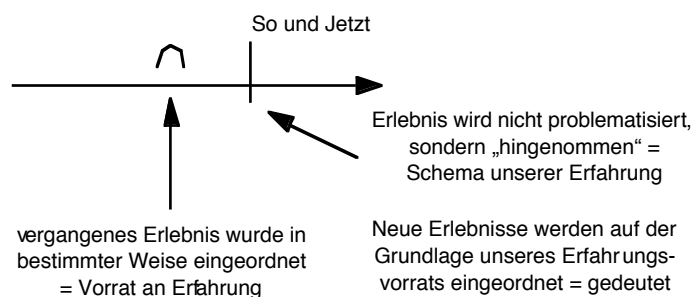 So und Jetzt
Erlebnis wird nicht problematisiert,
sondern „hingenommen“ =
Schema unserer Erfahrung
vergangenes Erlebnis wurde in
bestimmter Weise eingeordnet
= Vorrat an Erfahrung
Neue Erlebnisse werden auf der
Grundlage unseres Erfahrungs-
vorrats eingeordnet = gedeutet